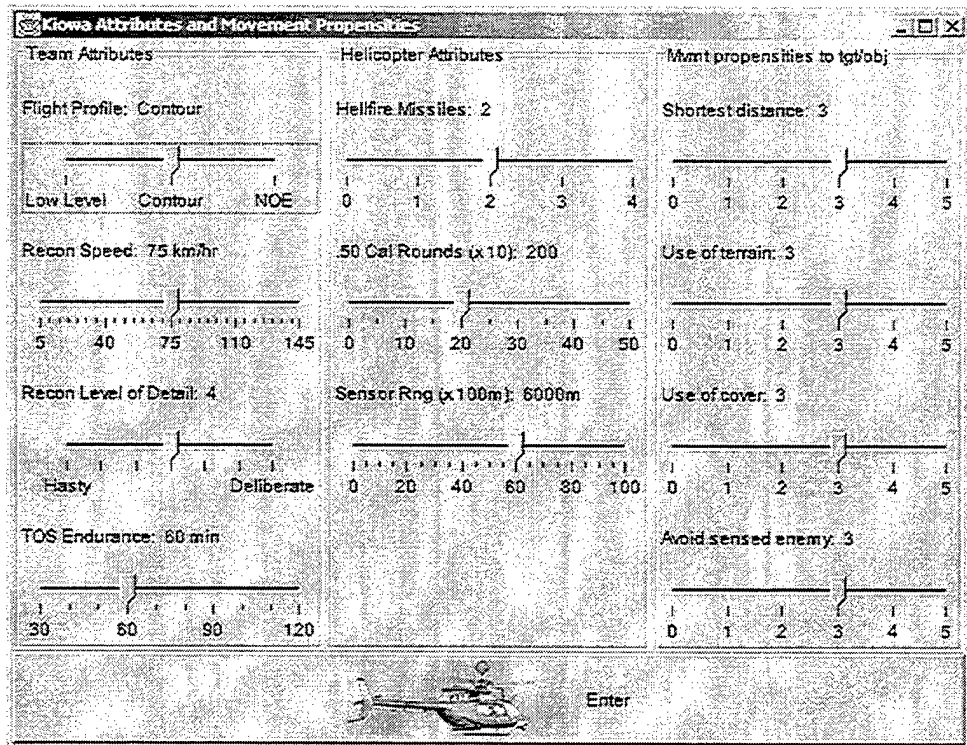 Kiowa Attributes and Movement Propensities
Team Attributes
Flight Profile: Contour
Low Level Contour NOE
Recon Speed: 75 km/hr
5 40 75 110 145
Recon Level of Detail: 4
Hasty Deliberate
TOS Endurance: 60 min
30 60 90 120
Helicopter Attributes
Hellfire Missiles: 2
0 1 2 3 4
.50 Cal Rounds (x10): 200
0 10 20 30 40 50
Sensor Rng (x100m): 6000m
0 20 40 60 80 100
Mvmt propensities to tgt/obj
Shortest distance: 3
0 1 2 3 4 5
Use of terrain: 3
0 1 2 3 4 5
Use of cover: 3
0 1 2 3 4 5
Avoid sensed enemy: 3
0 1 2 3 4 5
Enter